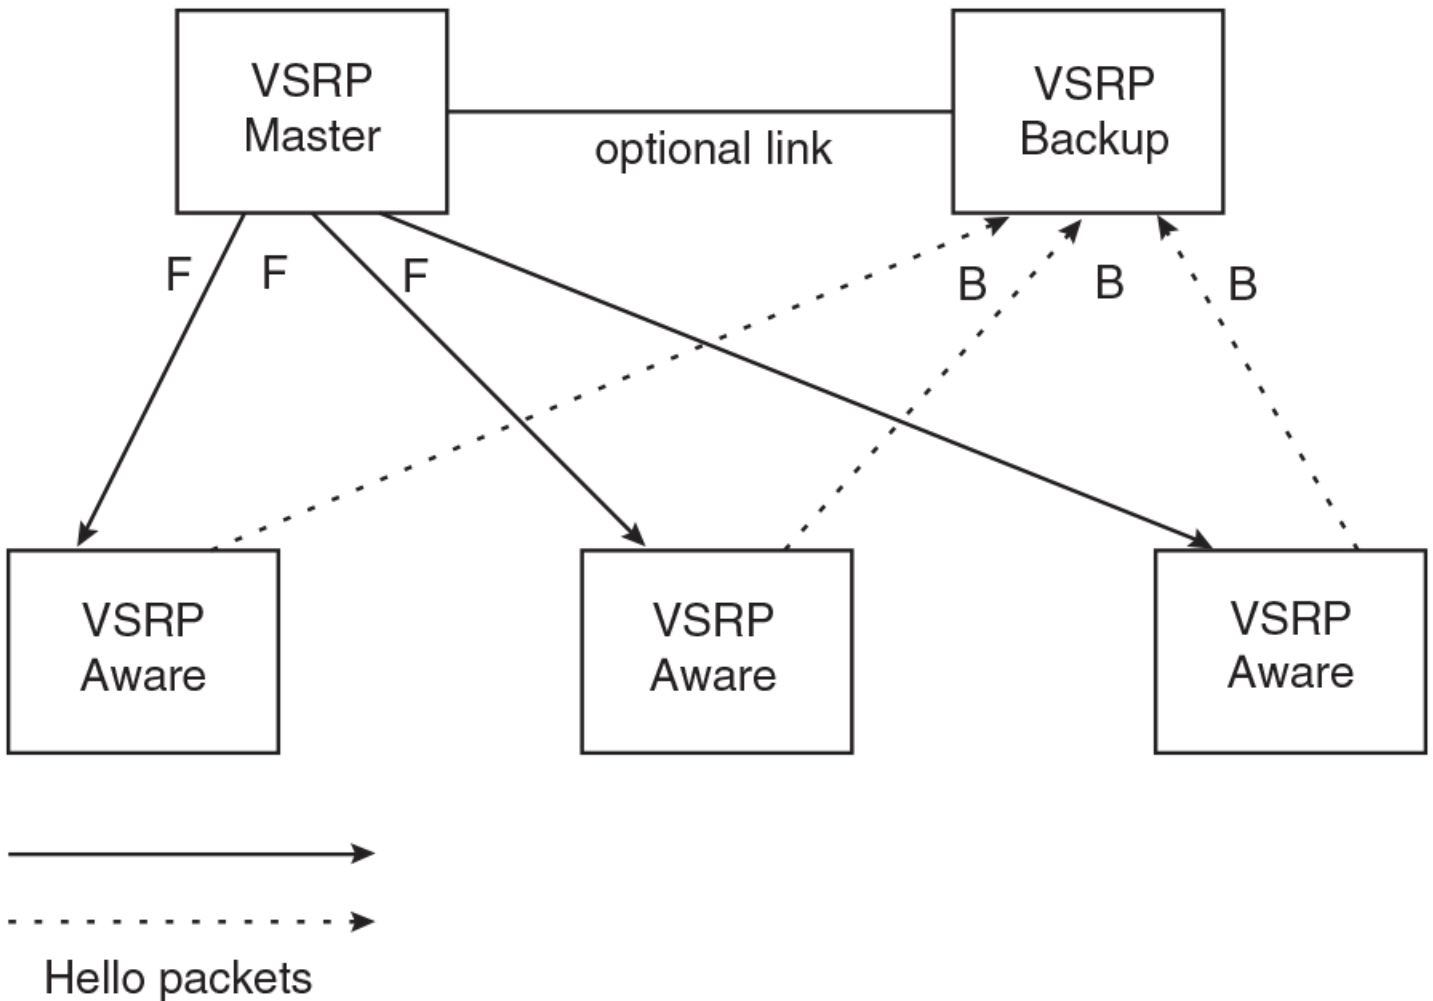 VSRP
Master
VSRP
Backup
optional link
F
F
F
B
B
B
VSRP
Aware
VSRP
Aware
VSRP
Aware
Hello packets